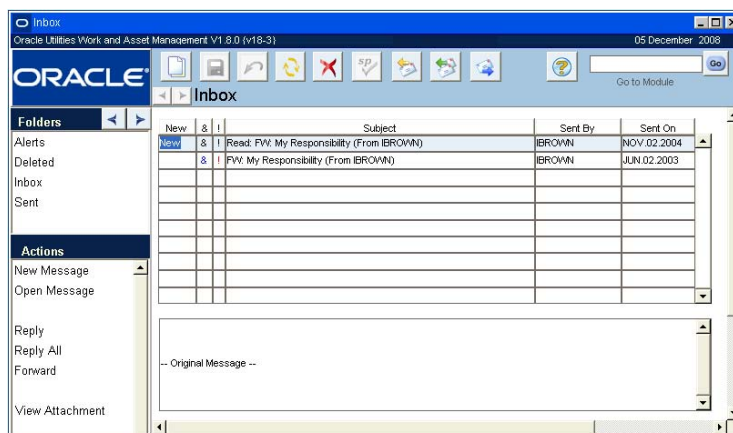 Inbox
Oracle Utilities Work and Asset Management V1.8.0 (v18-3) 05 December 2008
ORACLE
sp
Go
Go to Module
Inbox
Folders
Alerts
Deleted
Inbox
Sent
New & ! Subject Sent By Sent On
New & ! Read: FW: My Responsibility (From IBROWN) IBROWN NOV.02.2004
& ! FW: My Responsibility (From IBROWN) IBROWN JUN.02.2003
Actions
New Message
Open Message
Reply
Reply All
Forward
View Attachment
-- Original Message --